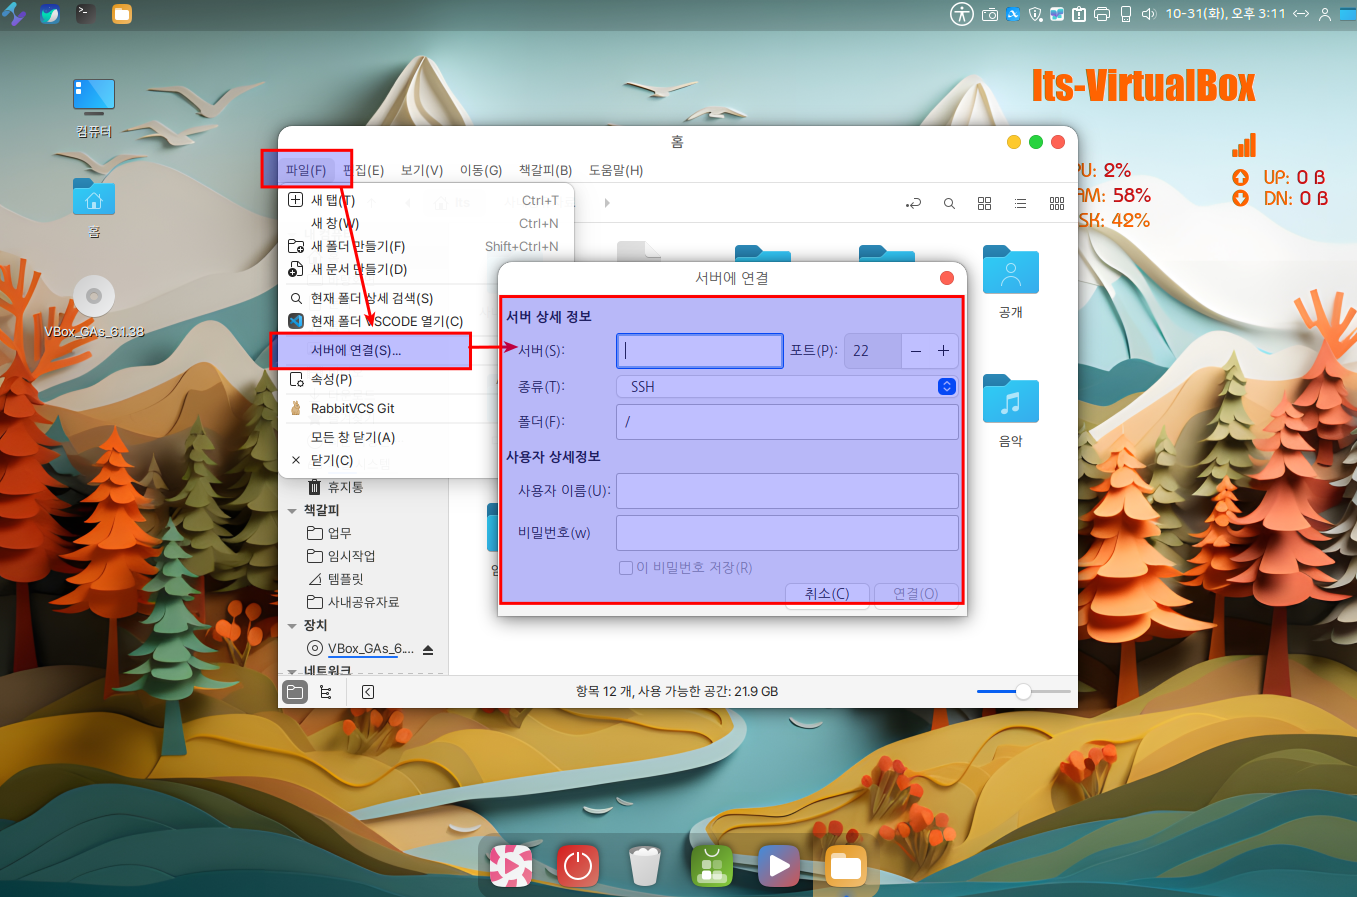 10-31(화), 오후 3:11
Its-VirtualBox
컴퓨터
홈
VBox_GAs_6.1.38
PU: 2%
AM: 58%
SK: 42%
UP: 0 B
DN: 0 B
홈
파일(F) 편집(E) 보기(V) 이동(G) 책갈피(B) 도움말(H)
새 탭(T) Ctrl+T
새 창(W) Ctrl+N
새 폴더 만들기(F) Shift+Ctrl+N
새 문서 만들기(D)
현재 폴더 상세 검색(S)
현재 폴더 VSCODE 열기(C)
서버에 연결(S)...
속성(P)
RabbitVCS Git
모든 창 닫기(A)
닫기(C)
휴지통
책갈피
업무
임시작업
템플릿
사내공유자료
장치
VBox_GAs_6....
네트워크
공개
음악
서버에 연결
서버 상세 정보
서버(S): 포트(P): 22
종류(T): SSH
폴더(F): /
사용자 상세정보
사용자 이름(U):
비밀번호(w)
이 비밀번호 저장(R)
취소(C) 연결(O)
항목 12 개, 사용 가능한 공간: 21.9 GB